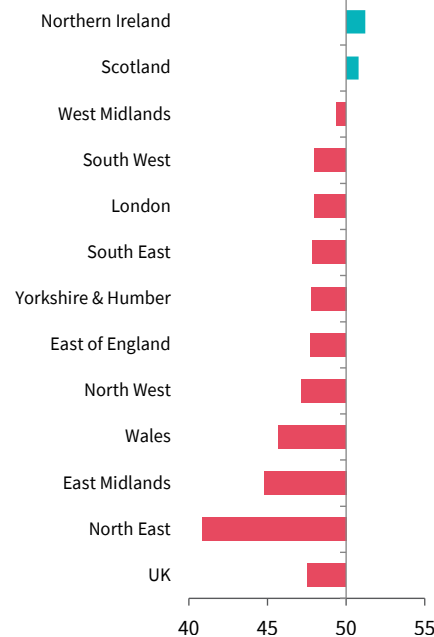 Northern Ireland
Scotland
West Midlands
South West
London
South East
Yorkshire & Humber
East of England
North West
Wales
East Midlands
North East
UK
40 45 50 55